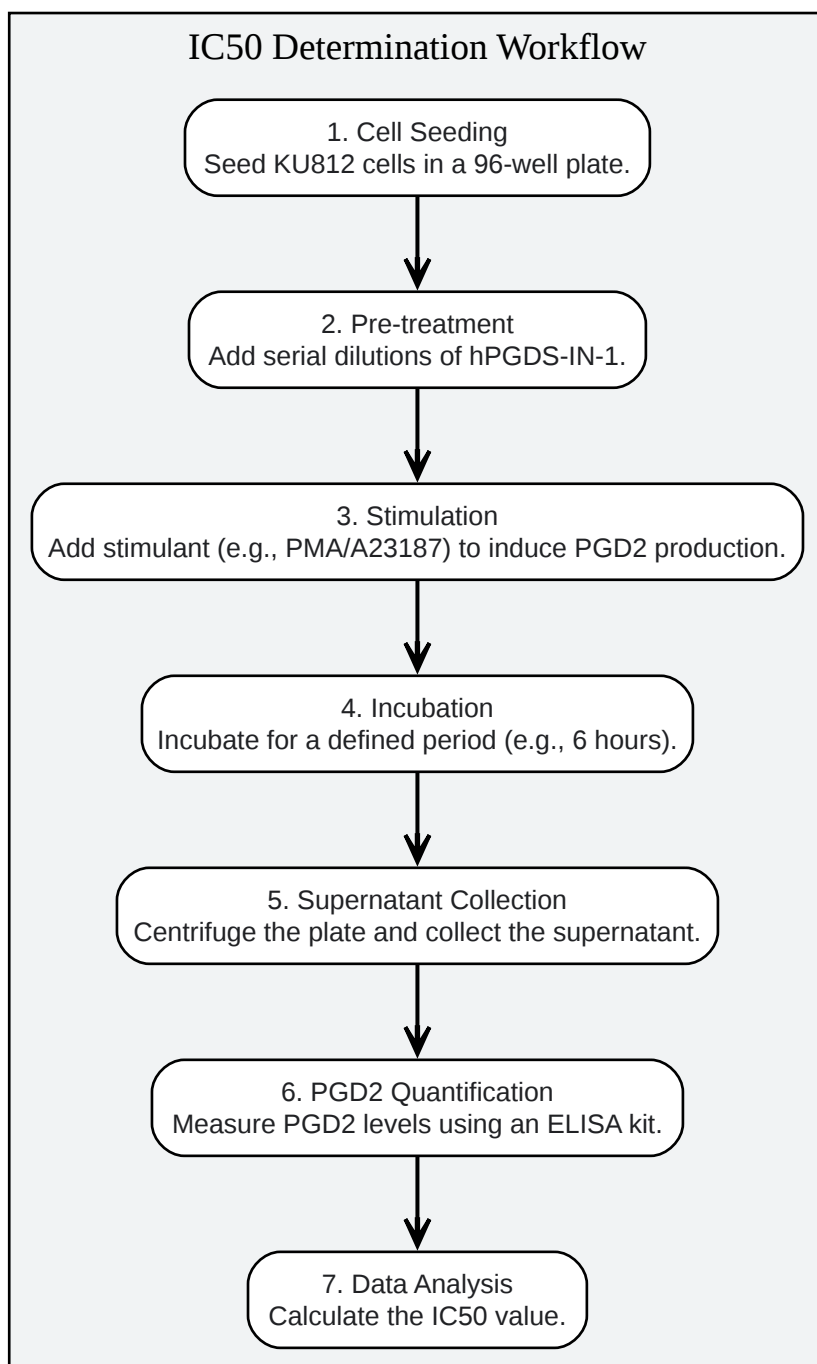 IC50 Determination Workflow
1. Cell Seeding
Seed KU812 cells in a 96-well plate.
2. Pre-treatment
Add serial dilutions of hPGDS-IN-1.
3. Stimulation
Add stimulant (e.g., PMA/A23187) to induce PGD2 production.
4. Incubation
Incubate for a defined period (e.g., 6 hours).
5. Supernatant Collection
Centrifuge the plate and collect the supernatant.
6. PGD2 Quantification
Measure PGD2 levels using an ELISA kit.
7. Data Analysis
Calculate the IC50 value.